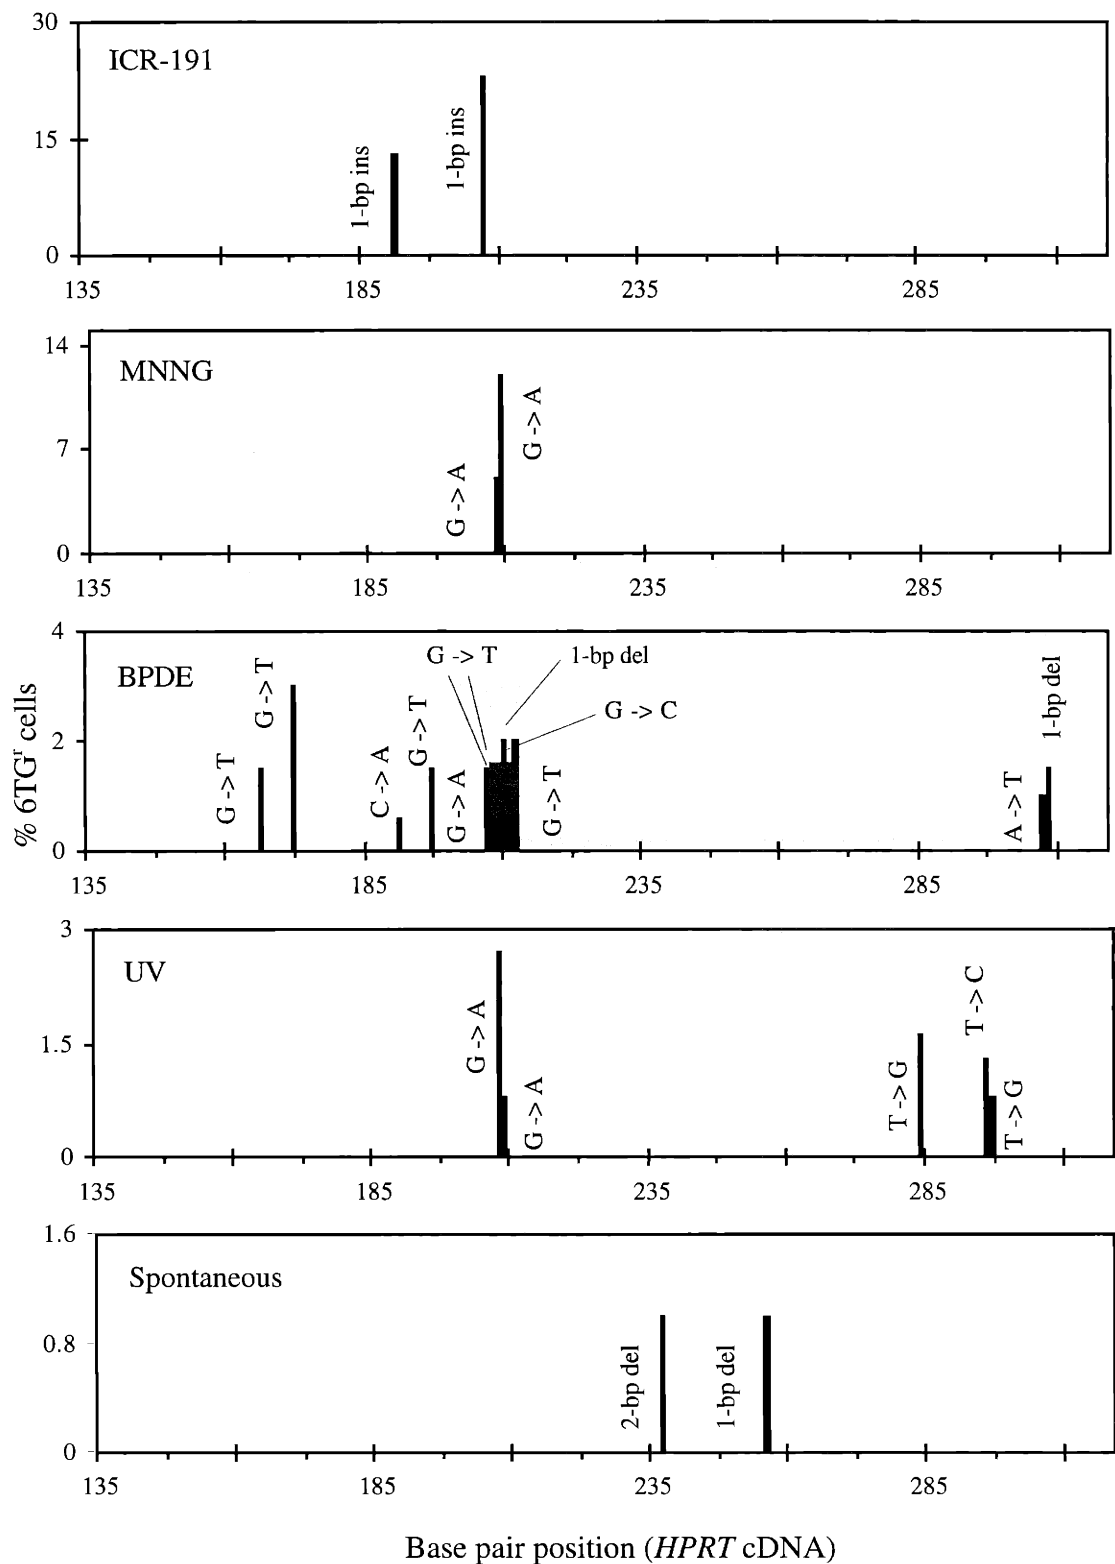 30
ICR-191
15
1-bp ins
1-bp ins
0
135 185 235 285
14
MNNG
7
G -> A
G -> A
0
135 185 235 285
% 6TGr cells
4
BPDE
G -> T
1-bp del
G -> C
2
G -> T
G -> T
C -> A
G -> T
G -> A
G -> T
A -> T
1-bp del
0
135 185 235 285
3
UV
1.5
G -> A
G -> A
T -> G
T -> C
T -> G
0
135 185 235 285
1.6
Spontaneous
0.8
2-bp del
1-bp del
0
135 185 235 285
Base pair position (HPRT cDNA)